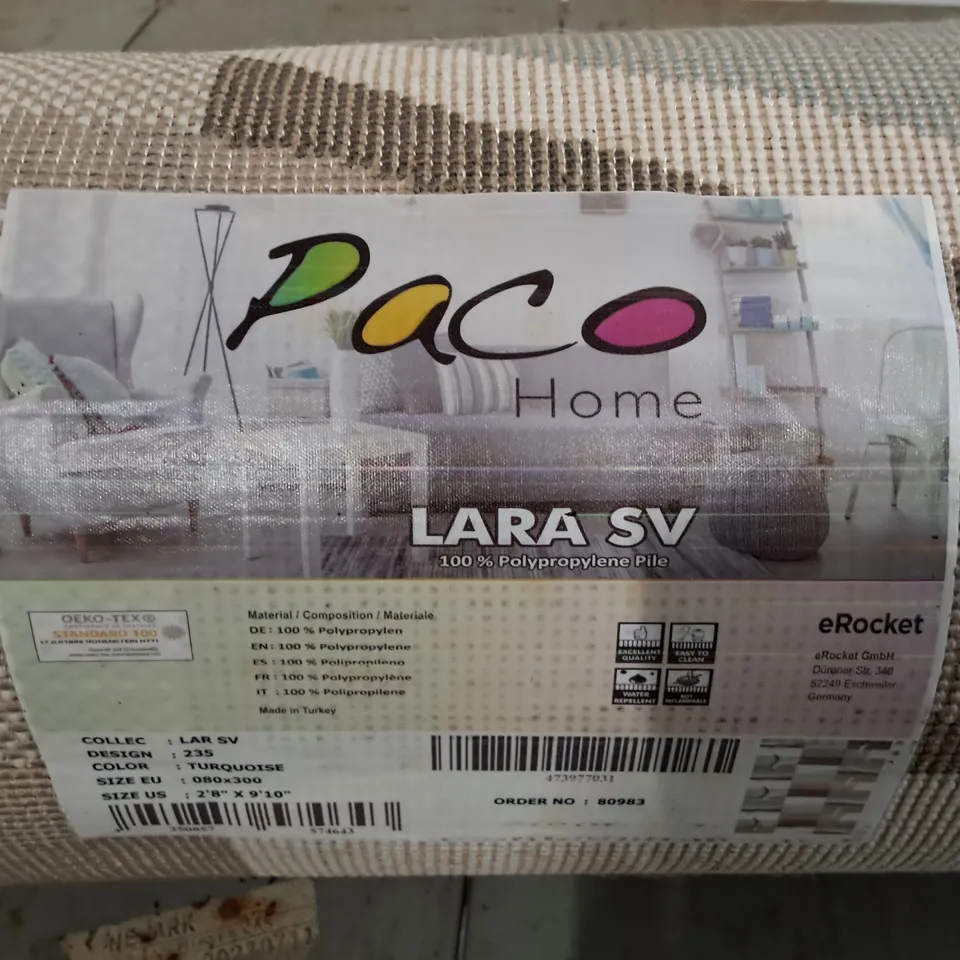 Paco
Home
LARA SV
100 % Polypropylene Pile
OEKO-TEX®
STANDARD 100
Material / Composition / Materiale
DE : 100 % Polypropylen
EN : 100 % Polypropylene
ES : 100 % Polipropileno
FR : 100 % Polypropylène
IT : 100 % Polipropilene
Made in Turkey
EXCELLENT
QUALITY
EASY TO
CLEAN
WATER
REPELLENT
NOT
INFLAMMABLE
eRocket
eRocket GmbH
Dürener Str. 340
52249 Eschweiler
Germany
COLLEC : LAR SV
DESIGN : 235
COLOR : TURQUOISE
SIZE EU : 080x300
SIZE US : 2'8" X 9'10"
574643
473977031
ORDER NO : 80983